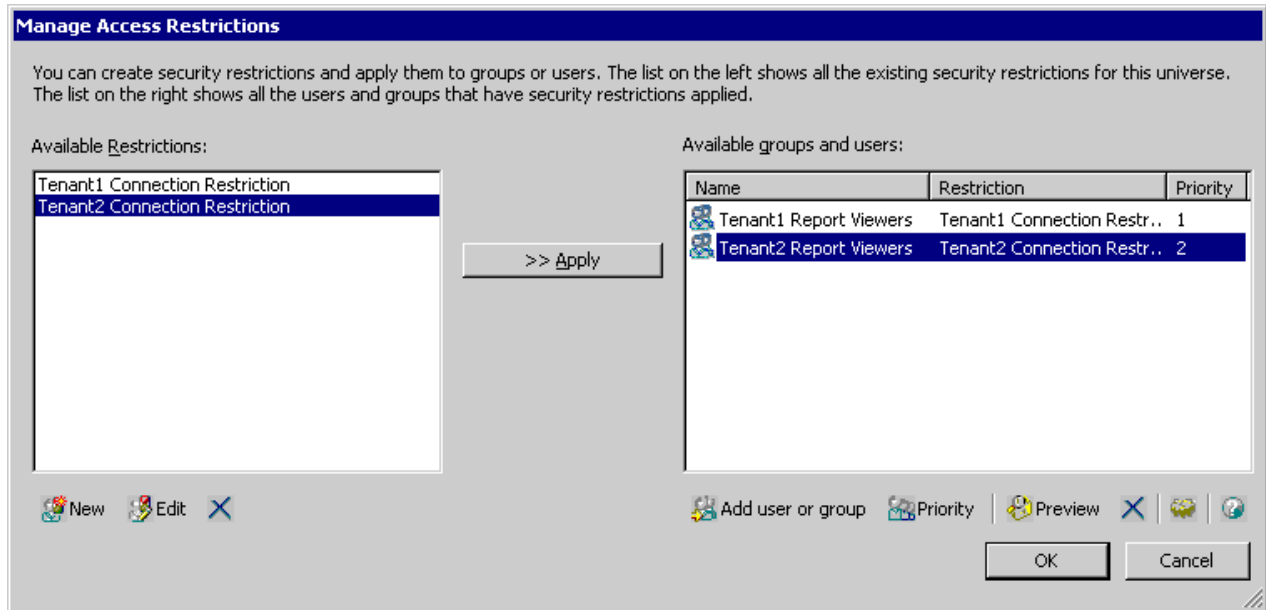 Manage Access Restrictions
You can create security restrictions and apply them to groups or users. The list on the left shows all the existing security restrictions for this universe.
The list on the right shows all the users and groups that have security restrictions applied.
Available Restrictions:
Tenant1 Connection Restriction
Tenant2 Connection Restriction
New Edit
>> Apply
Available groups and users:
Name Restriction Priority
Tenant1 Report Viewers Tenant1 Connection Restr.. 1
Tenant2 Report Viewers Tenant2 Connection Restr.. 2
Add user or group Priority Preview
OK Cancel